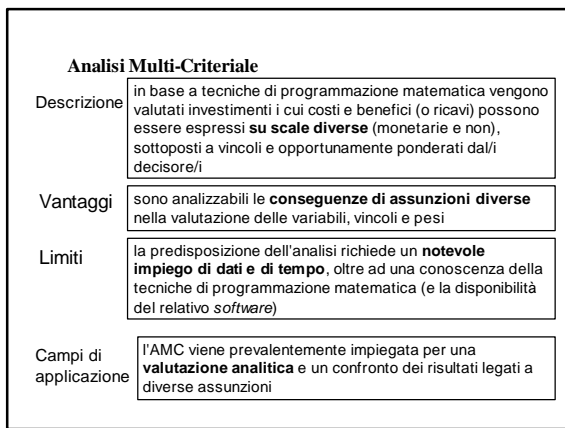 Analisi Multi-Criteriale
Descrizione
in base a tecniche di programmazione matematica vengono
valutati investimenti i cui costi e benefici (o ricavi) possono
essere espressi su scale diverse (monetarie e non),
sottoposti a vincoli e opportunamente ponderati dal/i
decisore/i
Vantaggi
sono analizzabili le conseguenze di assunzioni diverse
nella valutazione delle variabili, vincoli e pesi
Limiti
la predisposizione dell'analisi richiede un notevole
impiego di dati e di tempo, oltre ad una conoscenza della
tecniche di programmazione matematica (e la disponibilità
del relativo software)
Campi di
applicazione
l'AMC viene prevalentemente impiegata per una
valutazione analitica e un confronto dei risultati legati a
diverse assunzioni